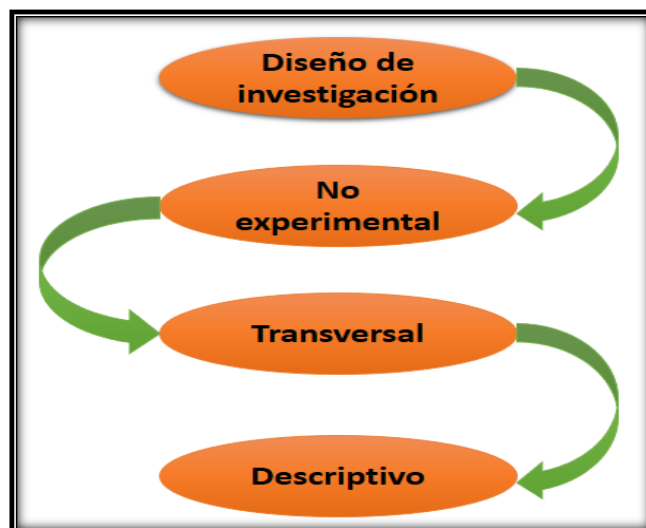 Diseño de
investigación
No
experimental
Transversal
Descriptivo